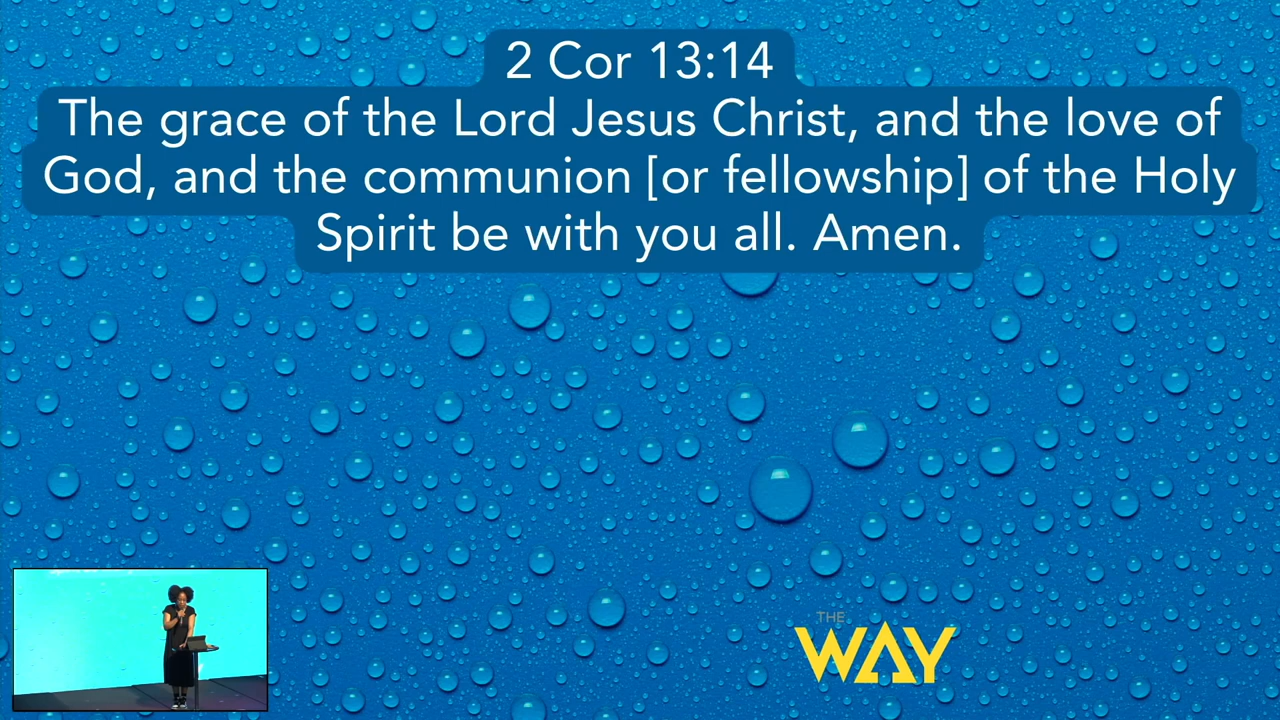 2 Cor 13:14
The grace of the Lord Jesus Christ, and the love of
God, and the communion [or fellowship] of the Holy
Spirit be with you all. Amen.
THE
WAY